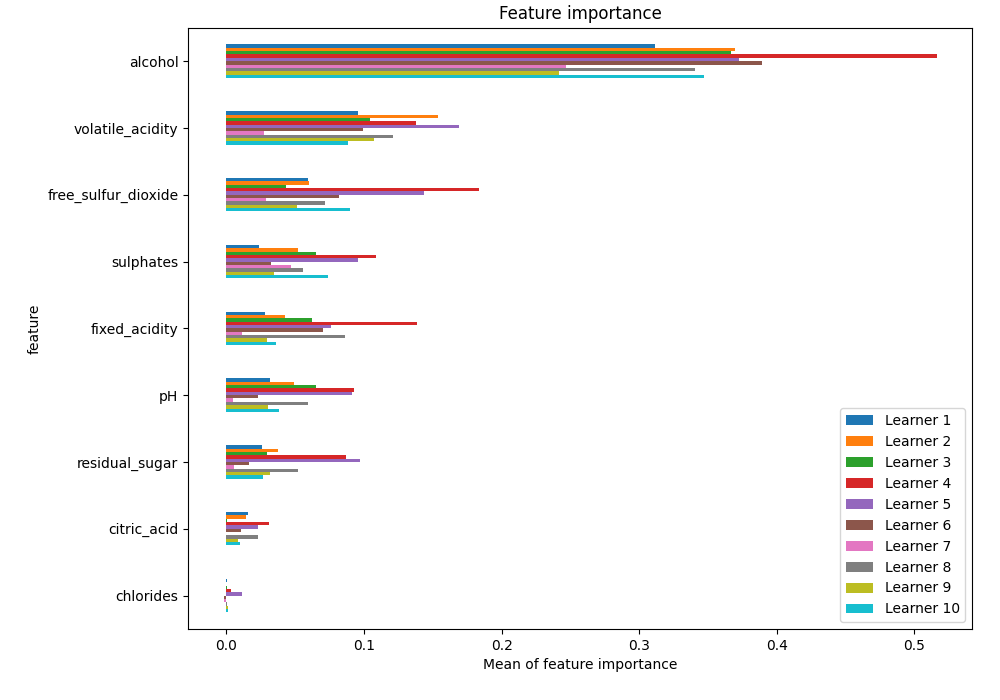 Feature importance
alcohol
volatile_acidity
free_sulfur_dioxide
sulphates
fixed_acidity
pH
residual_sugar
citric_acid
chlorides
feature
Learner 1
Learner 2
Learner 3
Learner 4
Learner 5
Learner 6
Learner 7
Learner 8
Learner 9
Learner 10
0.0 0.1 0.2 0.3 0.4 0.5
Mean of feature importance